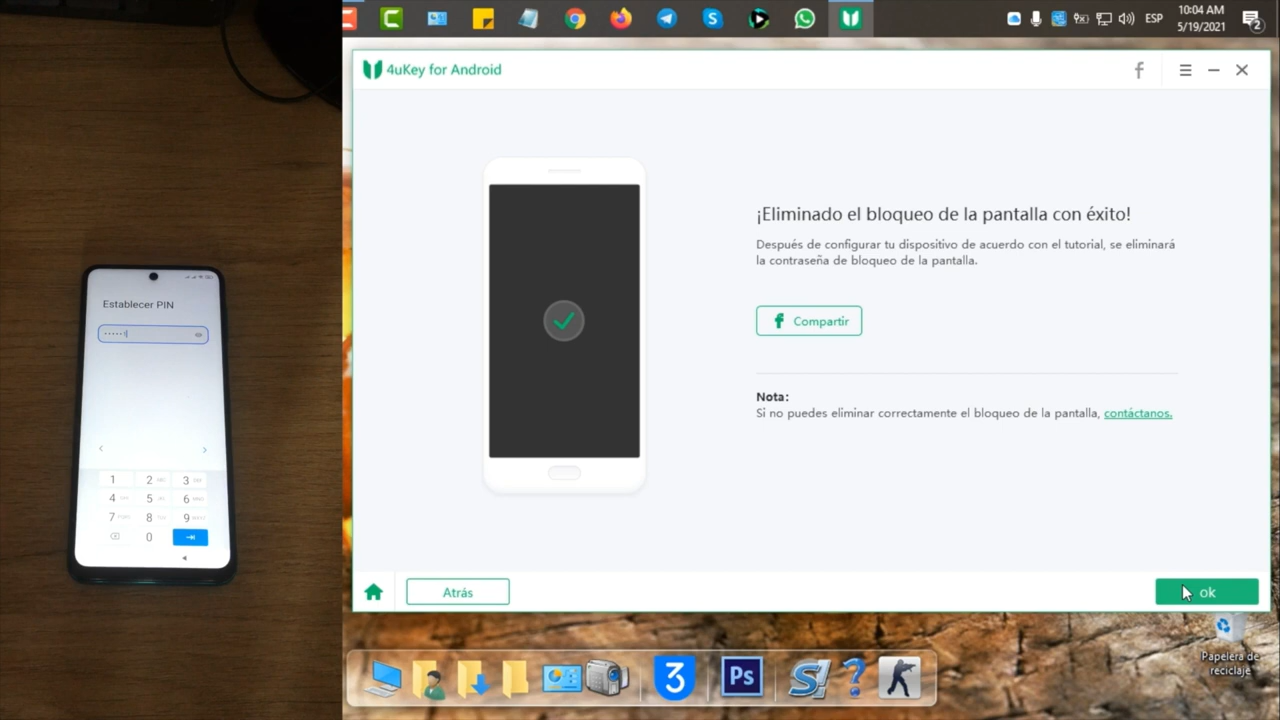 10:04 AM
ESP
5/19/2021
2
4uKey for Android
¡Eliminado el bloqueo de la pantalla con éxito!
Después de configurar tu dispositivo de acuerdo con el tutorial, se eliminará
la contraseña de bloqueo de la pantalla.
Compartir
Nota:
Si no puedes eliminar correctamente el bloqueo de la pantalla, contáctanos.
Atrás
ok
Establecer PIN
1 2 3
4 5 6
7 8 9
0
3
Ps
Papelera de
reciclaje